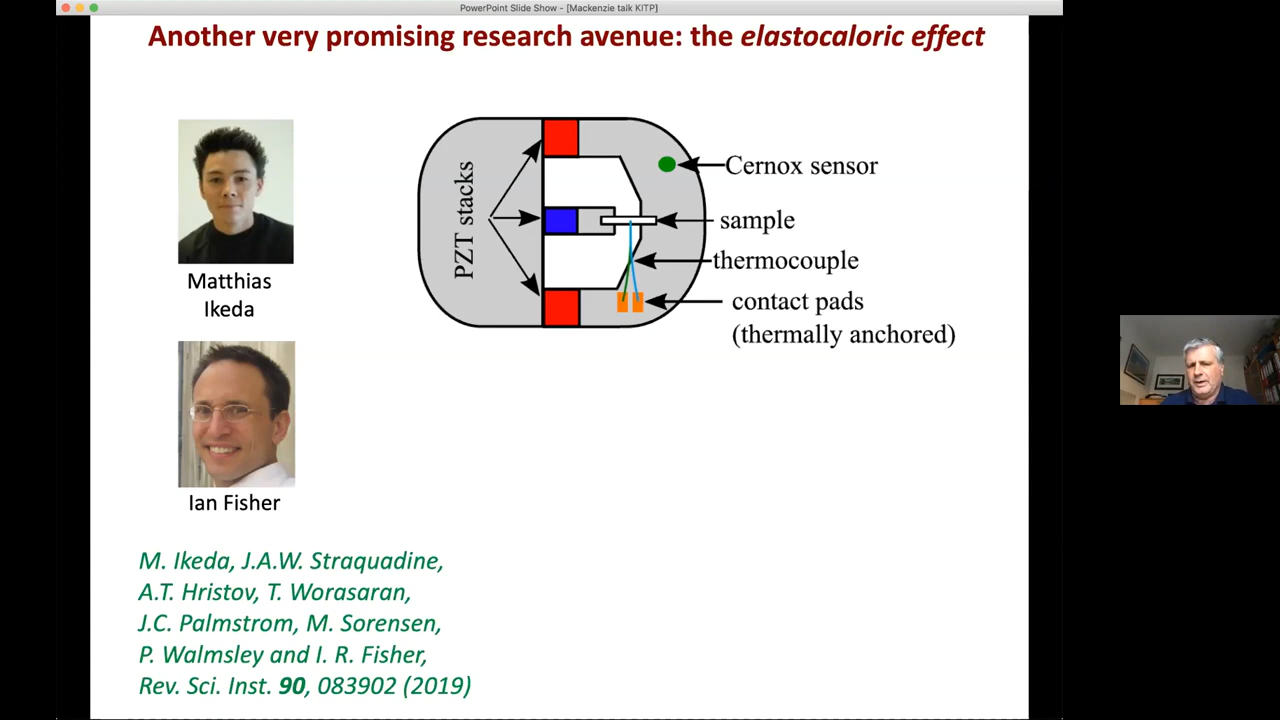 PowerPoint Slide Show - [Mackenzie talk KITP]
Another very promising research avenue: the elastocaloric effect
Matthias
Ikeda
Ian Fisher
PZT stacks
Cernox sensor
sample
thermocouple
contact pads
(thermally anchored)
M. Ikeda, J.A.W. Straquadine,
A.T. Hristov, T. Worasaran,
J.C. Palmstrom, M. Sorensen,
P. Walmsley and I. R. Fisher,
Rev. Sci. Inst. 90, 083902 (2019)